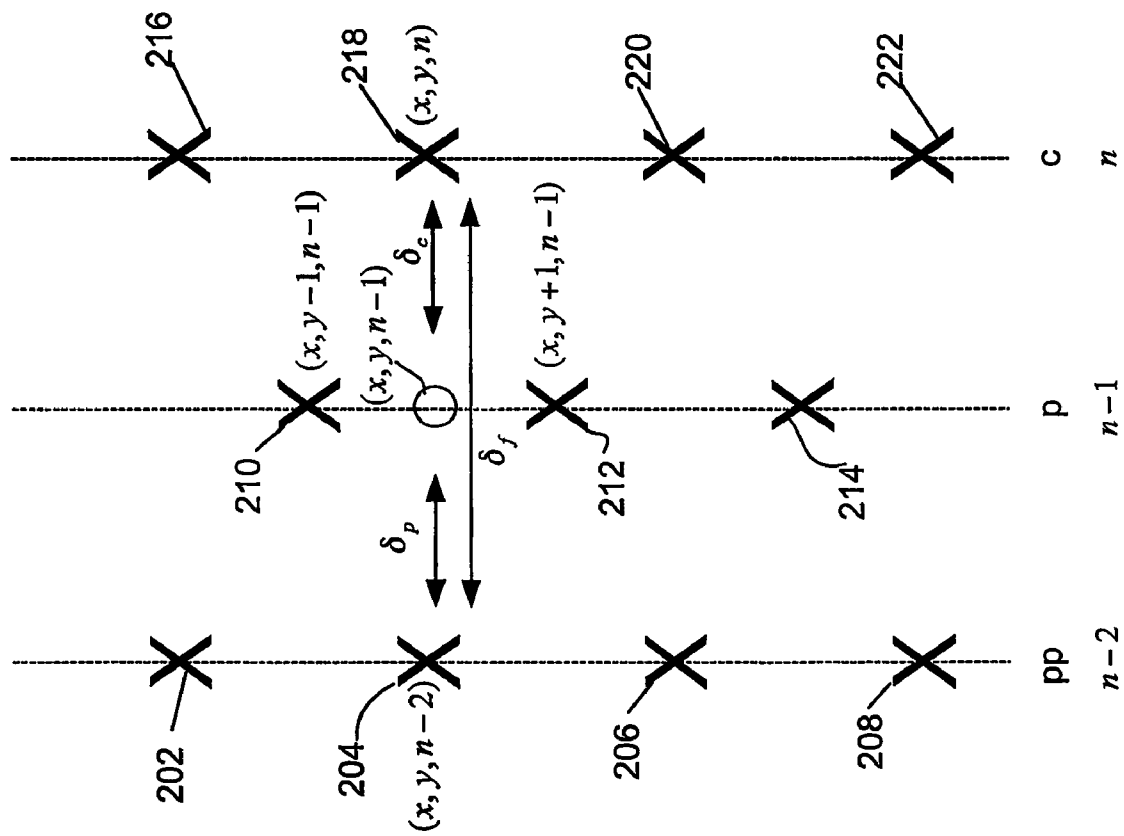 216
218
(x, y, n)
220
222
c
n
(x, y−1, n−1)
(x, y, n−1)
δc
(x, y+1, n−1)
210
δf
212
214
p
n−1
δp
202
204
(x, y, n−2)
206
208
pp
n−2